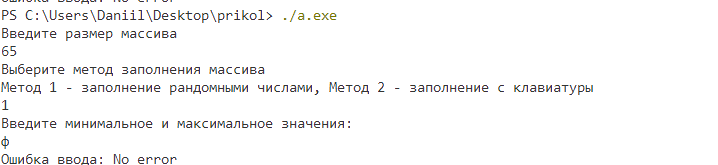 Ошибка ввода: No error
PS C:\Users\Daniil\Desktop\prikol> ./a.exe
Введите размер массива
65
Выберите метод заполнения массива
Метод 1 - заполнение рандомными числами, Метод 2 - заполнение с клавиатуры
1
Введите минимальное и максимальное значения:
ф
Ошибка ввода: No error